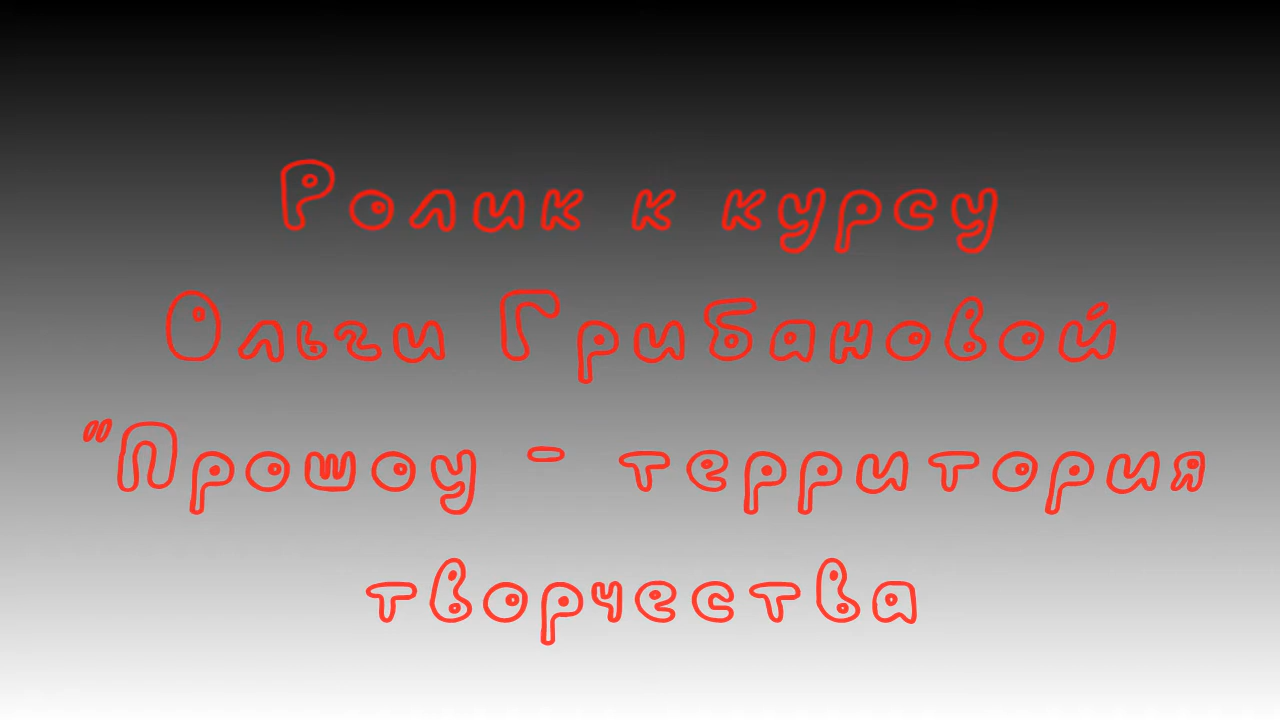 Ролик к курсу
Ольги Грибановой
"Прошоу - территория
творчества